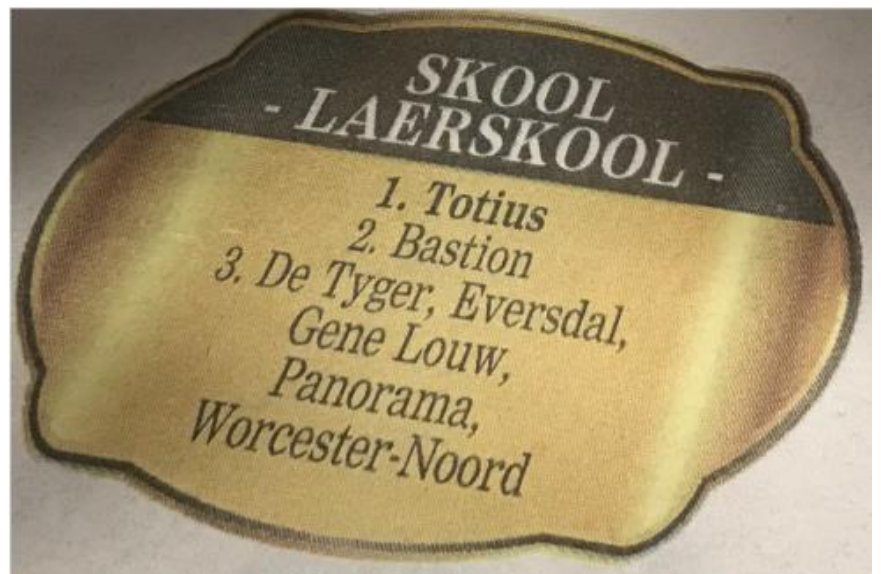 SKOOL
- LAERSKOOL -
1. Totius
2. Bastion
3. De Tyger, Eversdal,
Gene Louw,
Panorama,
Worcester-Noord